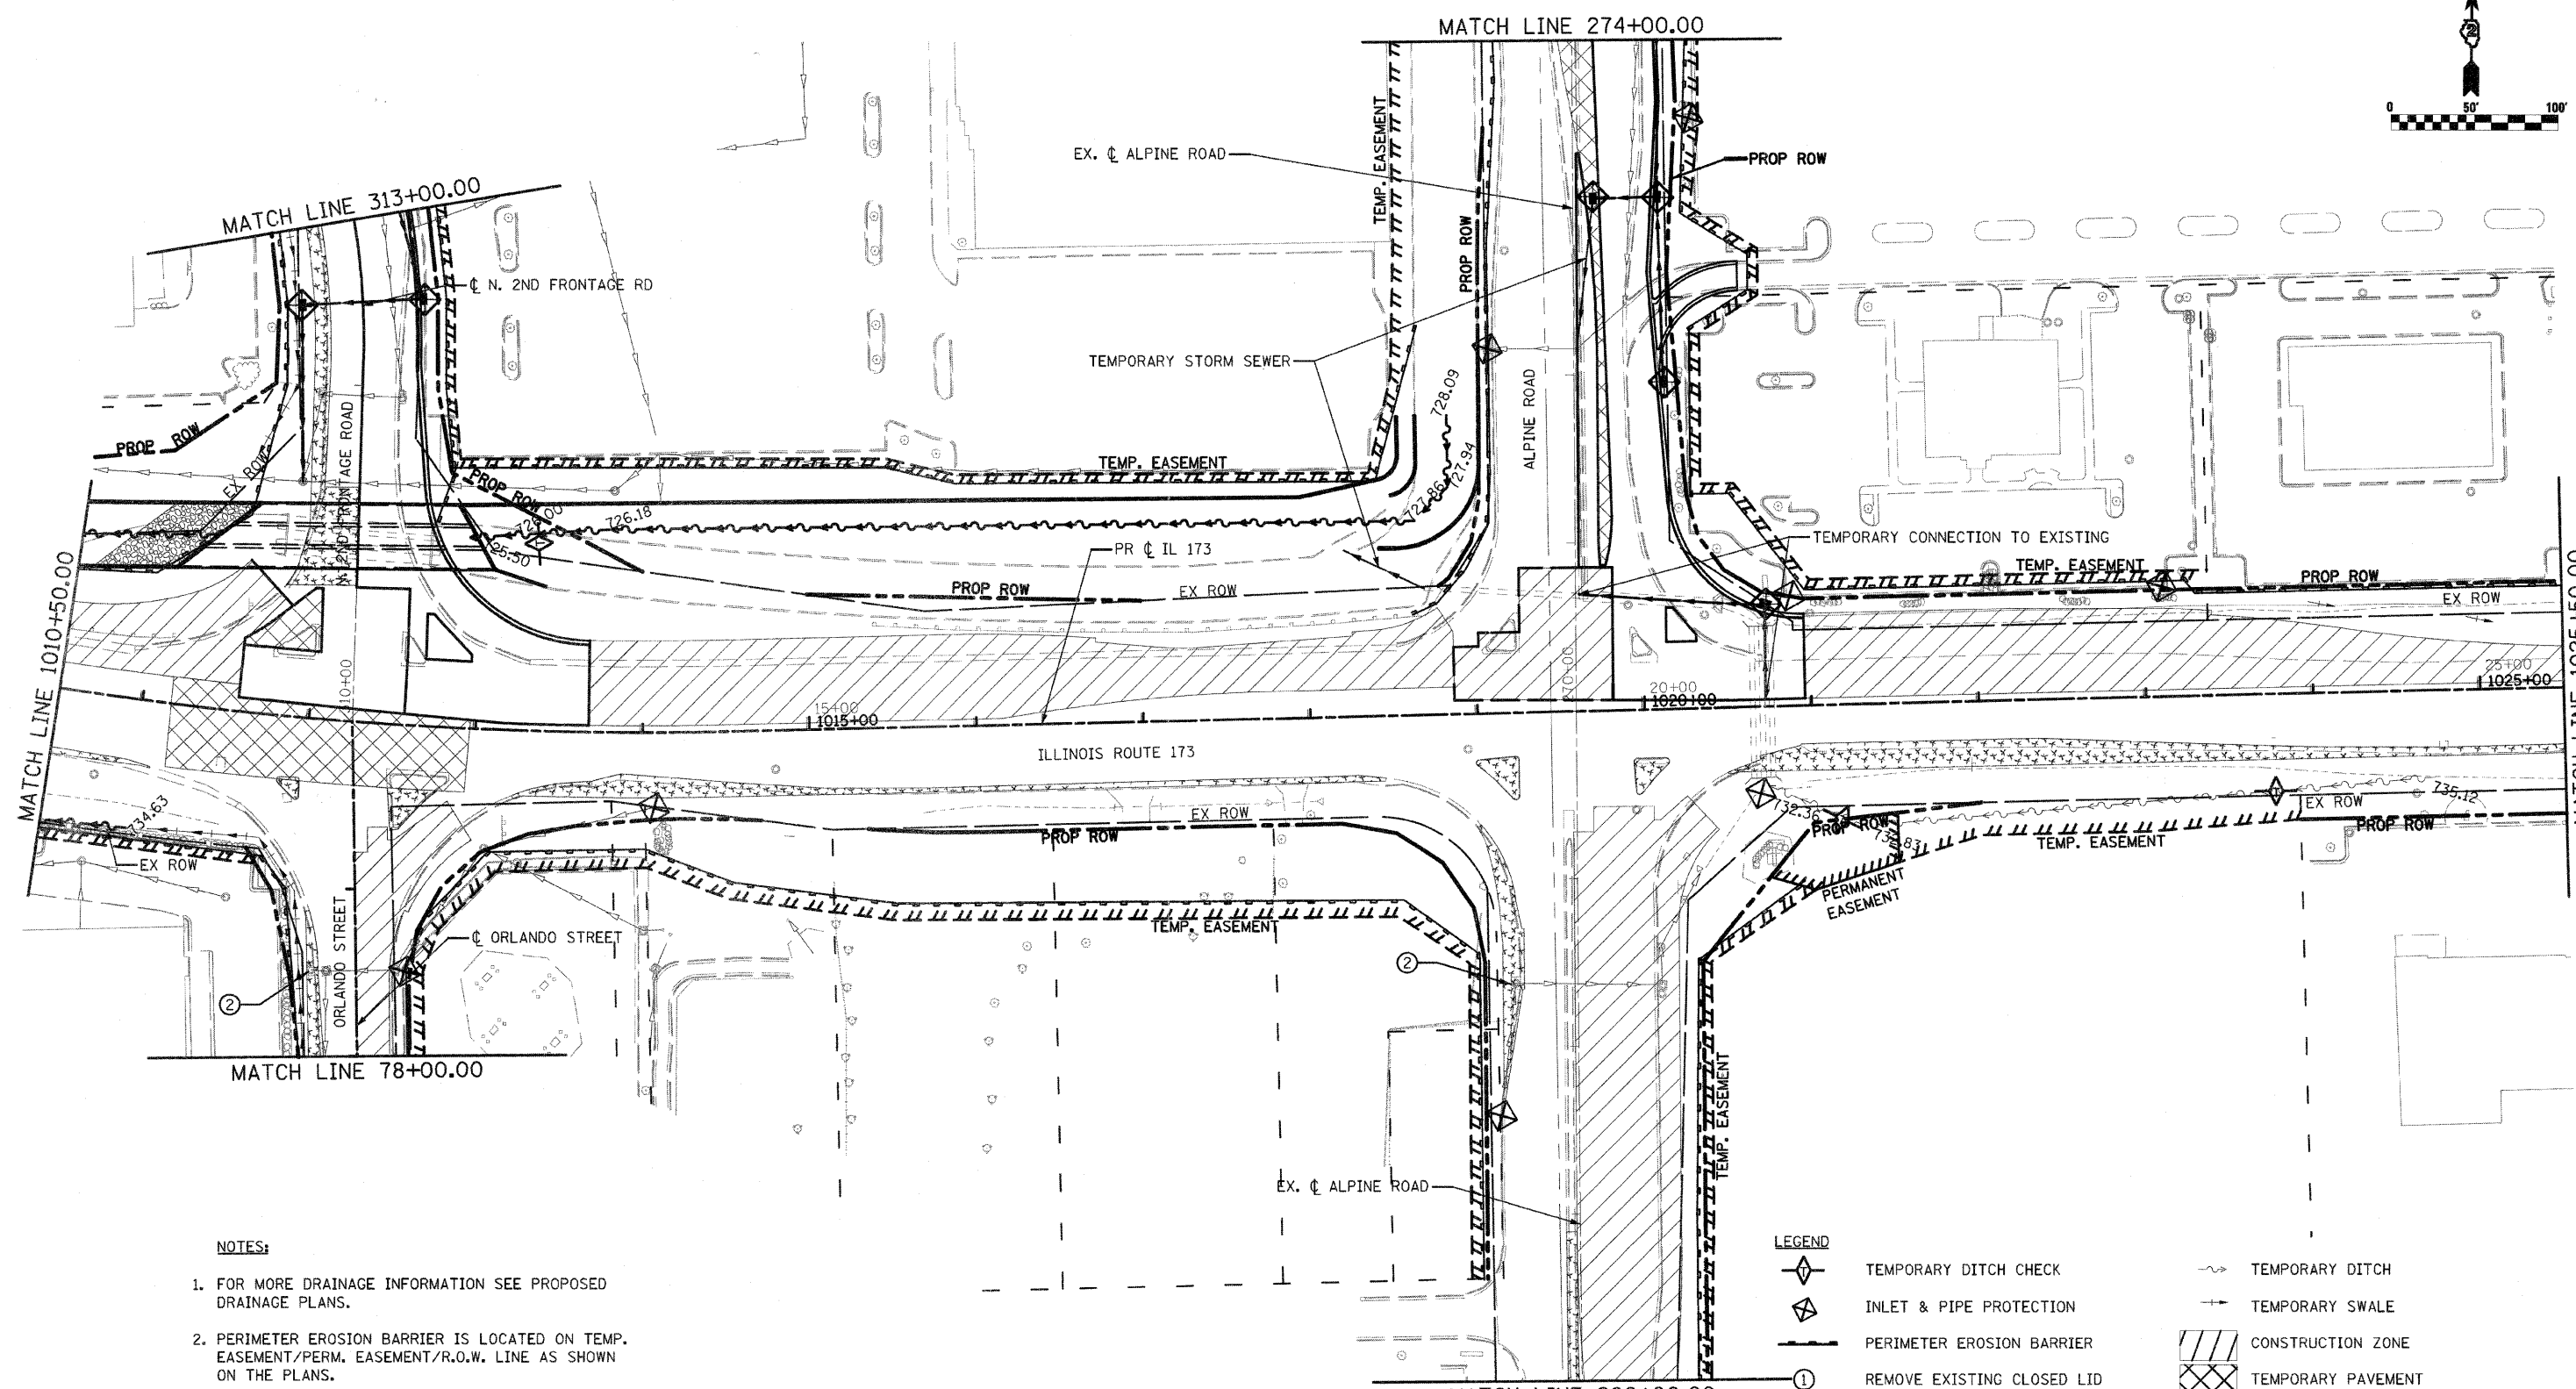 MATCH LINE 274+00.00
0 50' 100'
TEMP. EASEMENT
EX. ℄ ALPINE ROAD
PROP ROW
MATCH LINE 313+00.00
PROP ROW
℄ N. 2ND FRONTAGE RD
TEMPORARY STORM SEWER
ALPINE ROAD
728.09
727.94
727.86
PROP ROW
EX ROW
N. 2ND FRONTAGE ROAD
TEMP. EASEMENT
PROP ROW
726.18
25.50
PR ℄ IL 173
TEMPORARY CONNECTION TO EXISTING
TEMP. EASEMENT
PROP ROW
EX ROW
PROP ROW
EX ROW
MATCH LINE 1010+50.00
310+00
15+00
1015+00
270+00
20+00
1020+00
25+00
1025+00
ILLINOIS ROUTE 173
734.63
EX ROW
EX ROW
PROP ROW
732.36
PROP ROW
EX ROW
735.12
PROP ROW
TEMP. EASEMENT
PERMANENT
EASEMENT
TEMP. EASEMENT
ORLANDO STREET
℄ ORLANDO STREET
2
2
MATCH LINE 78+00.00
TEMP. EASEMENT
EX. ℄ ALPINE ROAD
NOTES:
1. FOR MORE DRAINAGE INFORMATION SEE PROPOSED
DRAINAGE PLANS.
2. PERIMETER EROSION BARRIER IS LOCATED ON TEMP.
EASEMENT/PERM. EASEMENT/R.O.W. LINE AS SHOWN
ON THE PLANS.
LEGEND
T TEMPORARY DITCH CHECK
INLET & PIPE PROTECTION
PERIMETER EROSION BARRIER
1 REMOVE EXISTING CLOSED LID
TEMPORARY DITCH
TEMPORARY SWALE
CONSTRUCTION ZONE
TEMPORARY PAVEMENT